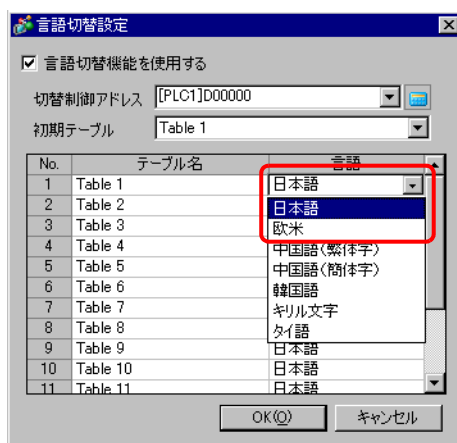 言語切替設定
言語切替機能を使用する
切替制御アドレス [PLC1]D00000
初期テーブル Table 1
No. テーブル名 言語
1 Table 1 日本語
2 Table 2 日本語
3 Table 3 欧米
4 Table 4 中国語(繁体字)
5 Table 5 中国語(簡体字)
6 Table 6 韓国語
7 Table 7 キリル文字
8 Table 8 タイ語
9 Table 9 日本語
10 Table 10 日本語
11 Table 11 日本語
OK(O) キャンセル